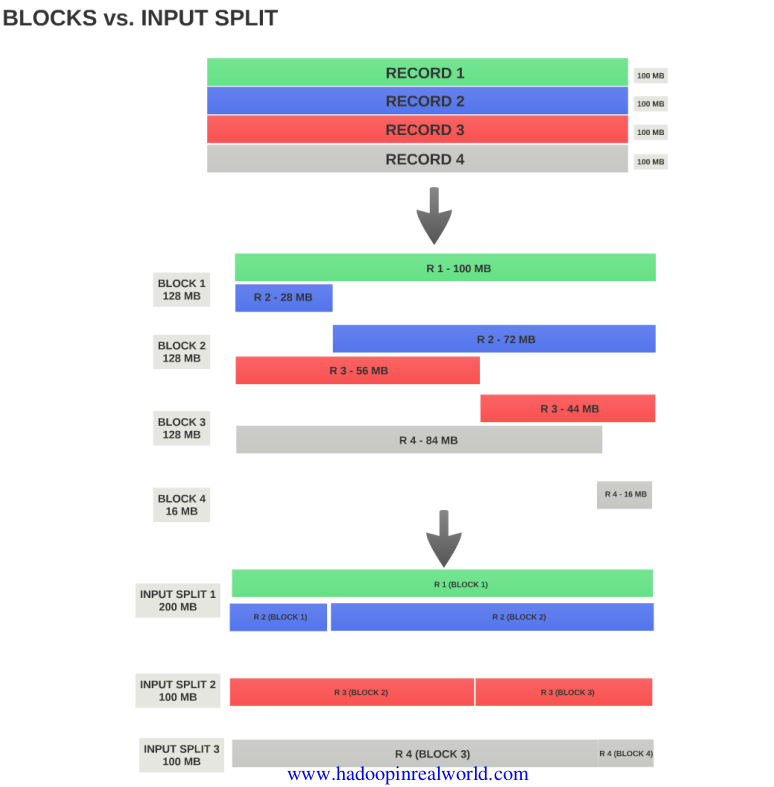 BLOCKS vs. INPUT SPLIT
RECORD 1
100 MB
RECORD 2
100 MB
RECORD 3
100 MB
RECORD 4
100 MB
BLOCK 1
128 MB
R 1 - 100 MB
R 2 - 28 MB
BLOCK 2
128 MB
R 2 - 72 MB
R 3 - 56 MB
BLOCK 3
128 MB
R 3 - 44 MB
R 4 - 84 MB
BLOCK 4
16 MB
R 4 - 16 MB
INPUT SPLIT 1
200 MB
R 1 (BLOCK 1)
R 2 (BLOCK 1)
R 2 (BLOCK 2)
INPUT SPLIT 2
100 MB
R 3 (BLOCK 2)
R 3 (BLOCK 3)
INPUT SPLIT 3
100 MB
R 4 (BLOCK 3)
R 4 (BLOCK 4)
www.hadoopinrealworld.com